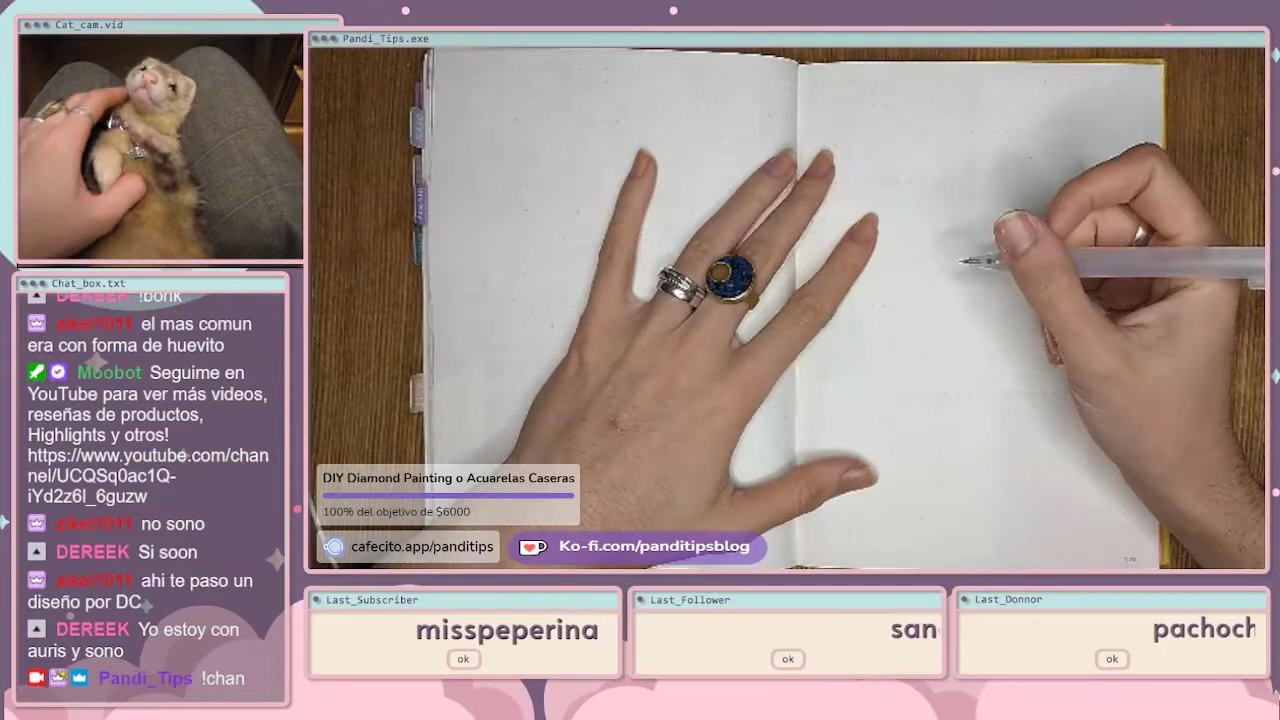 Cat_cam.vid
Pandi_Tips.exe
Chat_box.txt
DEREEK !bonk
zikel1011 el mas comun
era con forma de huevito
Moobot Seguime en
YouTube para ver más videos,
reseñas de productos,
Highlights y otros!
https://www.youtube.com/chan
nel/UCQSq0ac1Q-
iYd2z6l_6guzw
zikel1011 no sono
DEREEK Si soon
zikel1011 ahi te paso un
diseño por DC
DEREEK Yo estoy con
auris y sono
Pandi_Tips !chan
DIY Diamond Painting o Acuarelas Caseras
100% del objetivo de $6000
cafecito.app/panditips
Ko-fi.com/panditipsblog
Last_Subscriber
misspeperina
ok
Last_Follower
san
ok
Last_Donnor
pachoch
ok